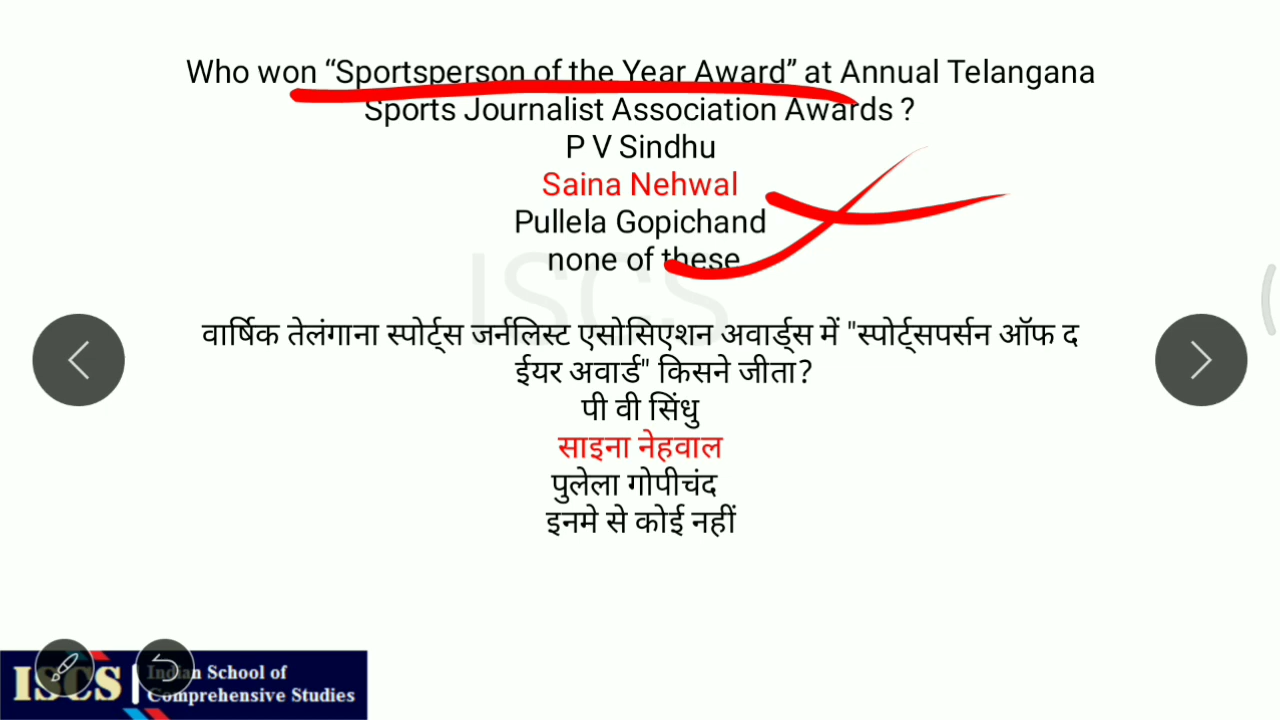 Who won “Sportsperson of the Year Award” at Annual Telangana
Sports Journalist Association Awards ?
P V Sindhu
Saina Nehwal
Pullela Gopichand
none of these
ISCS
वार्षिक तेलंगाना स्पोर्ट्स जर्नलिस्ट एसोसिएशन अवार्ड्स में "स्पोर्ट्सपर्सन ऑफ द
ईयर अवार्ड" किसने जीता?
पी वी सिंधु
साइना नेहवाल
पुलेला गोपीचंद
इनमे से कोई नहीं
ISCS
Indian School of
Comprehensive Studies